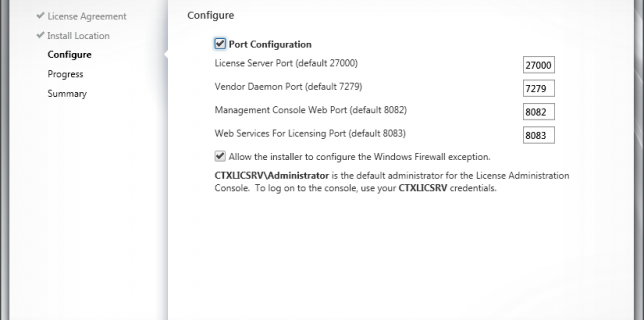 License Agreement
Install Location
Configure
Progress
Summary
Configure
Port Configuration
License Server Port (default 27000)
27000
Vendor Daemon Port (default 7279)
7279
Management Console Web Port (default 8082)
8082
Web Services For Licensing Port (default 8083)
8083
Allow the installer to configure the Windows Firewall exception.
CTXLICSRV\Administrator is the default administrator for the License Administration
Console. To log on to the console, use your CTXLICSRV credentials.